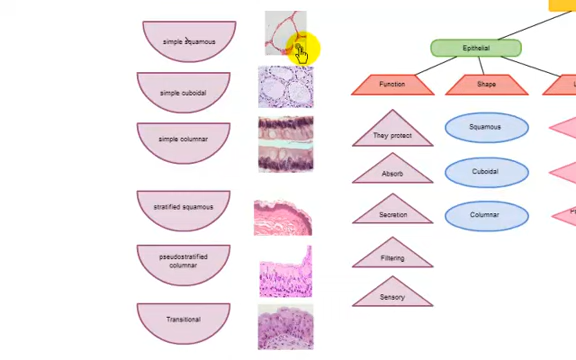 simple squamous
simple cuboidal
simple columnar
stratified squamous
pseudostratified
columnar
Transitional
Epithelial
Function
Shape
They protect
Squamous
Absorb
Cuboidal
Secretion
Columnar
Filtering
Sensory